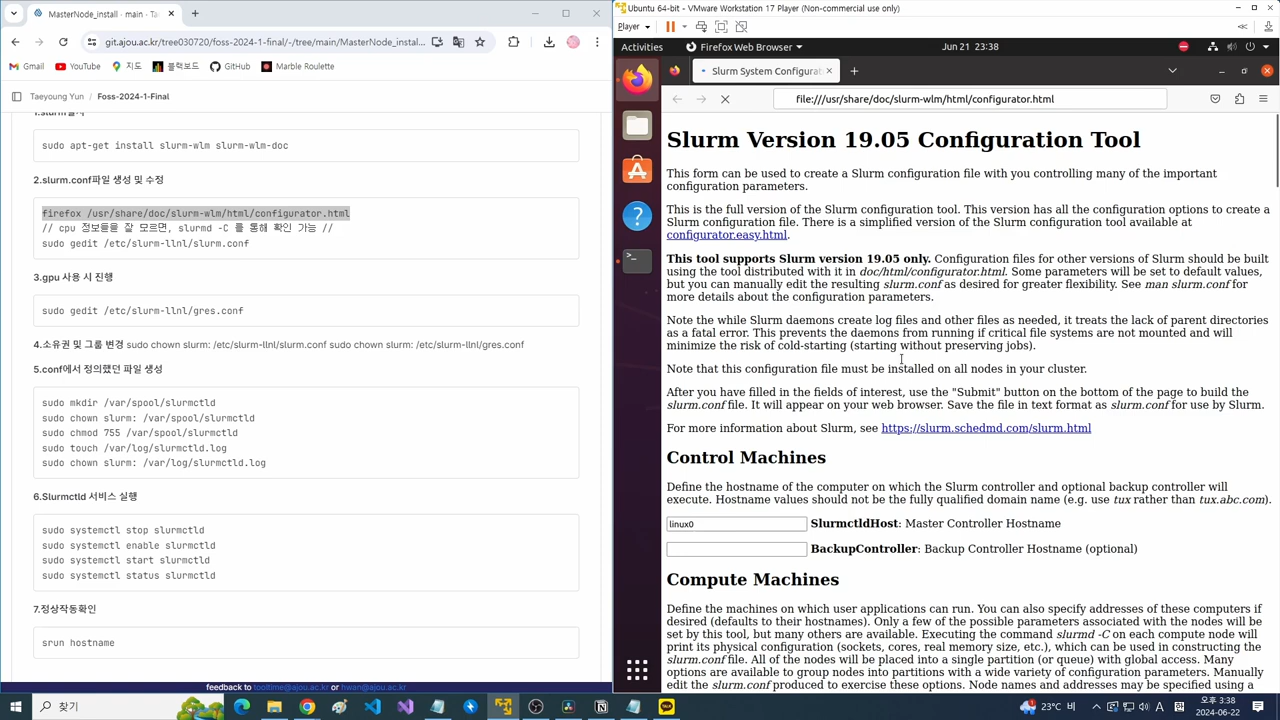 MasterNode_install · main · Tae
git.ajou.ac.kr/tree030720/foss-2024-1-final/-/tree/main/MasterNode_instal...
Gmail
YouTube
지도
블랙보드
GitHub
Marble Roulette
Taeyoung Yun / Foss-2024-1-Final
sudo apt-get install slurm-wlm slurm-wlm-doc
2.slurm.conf파일 생성 및 수정
firefox /usr/share/doc/slurm-wlm/html/configurator.html
// cpu 정보들을 잘 모르면, slurmd -C 를 통해 확인 가능 //
sudo gedit /etc/slurm-llnl/slurm.conf
3.gpu 사용 시 진행
sudo gedit /etc/slurm-llnl/gres.conf
4.소유권 및 그룹 변경 sudo chown slurm: /etc/slurm-llnl/slurm.conf sudo chown slurm: /etc/slurm-llnl/gres.conf
5.conf에서 정의했던 파일 생성
sudo mkdir /var/spool/slurmctld
sudo chown slurm: /var/spool/slurmctld
sudo chmod 755 /var/spool/slurmctld
sudo touch /var/log/slurmctld.log
sudo chown slurm: /var/log/slurmctld.log
6.Slurmctld 서비스 실행
sudo systemctl stop slurmctld
sudo systemctl enable slurmctld
sudo systemctl start slurmctld
sudo systemctl status slurmctld
7.정상작동확인
srun hostname
feedback to tooltime@ajou.ac.kr or hwan@ajou.ac.kr
Ubuntu 64-bit - VMware Workstation 17 Player (Non-commercial use only)
Player
Activities
Firefox Web Browser
Jun 21 23:38
Slurm System Configurat
file:///usr/share/doc/slurm-wlm/html/configurator.html
Slurm Version 19.05 Configuration Tool
This form can be used to create a Slurm configuration file with you controlling many of the important
configuration parameters.
This is the full version of the Slurm configuration tool. This version has all the configuration options to create a
Slurm configuration file. There is a simplified version of the Slurm configuration tool available at
configurator.easy.html.
This tool supports Slurm version 19.05 only. Configuration files for other versions of Slurm should be built
using the tool distributed with it in doc/html/configurator.html. Some parameters will be set to default values,
but you can manually edit the resulting slurm.conf as desired for greater flexibility. See man slurm.conf for
more details about the configuration parameters.
Note the while Slurm daemons create log files and other files as needed, it treats the lack of parent directories
as a fatal error. This prevents the daemons from running if critical file systems are not mounted and will
minimize the risk of cold-starting (starting without preserving jobs).
Note that this configuration file must be installed on all nodes in your cluster.
After you have filled in the fields of interest, use the "Submit" button on the bottom of the page to build the
slurm.conf file. It will appear on your web browser. Save the file in text format as slurm.conf for use by Slurm.
For more information about Slurm, see https://slurm.schedmd.com/slurm.html
Control Machines
Define the hostname of the computer on which the Slurm controller and optional backup controller will
execute. Hostname values should not be the fully qualified domain name (e.g. use tux rather than tux.abc.com).
linux0 SlurmctldHost: Master Controller Hostname
BackupController: Backup Controller Hostname (optional)
Compute Machines
Define the machines on which user applications can run. You can also specify addresses of these computers if
desired (defaults to their hostnames). Only a few of the possible parameters associated with the nodes will be
set by this tool, but many others are available. Executing the command slurmd -C on each compute node will
print its physical configuration (sockets, cores, real memory size, etc.), which can be used in constructing the
slurm.conf file. All of the nodes will be placed into a single partition (or queue) with global access. Many
options are available to group nodes into partitions with a wide variety of configuration parameters. Manually
edit the slurm.conf produced to exercise these options. Node names and addresses may be specified using a
찾기
23°C 비
A
오후 3:38
2024-06-22